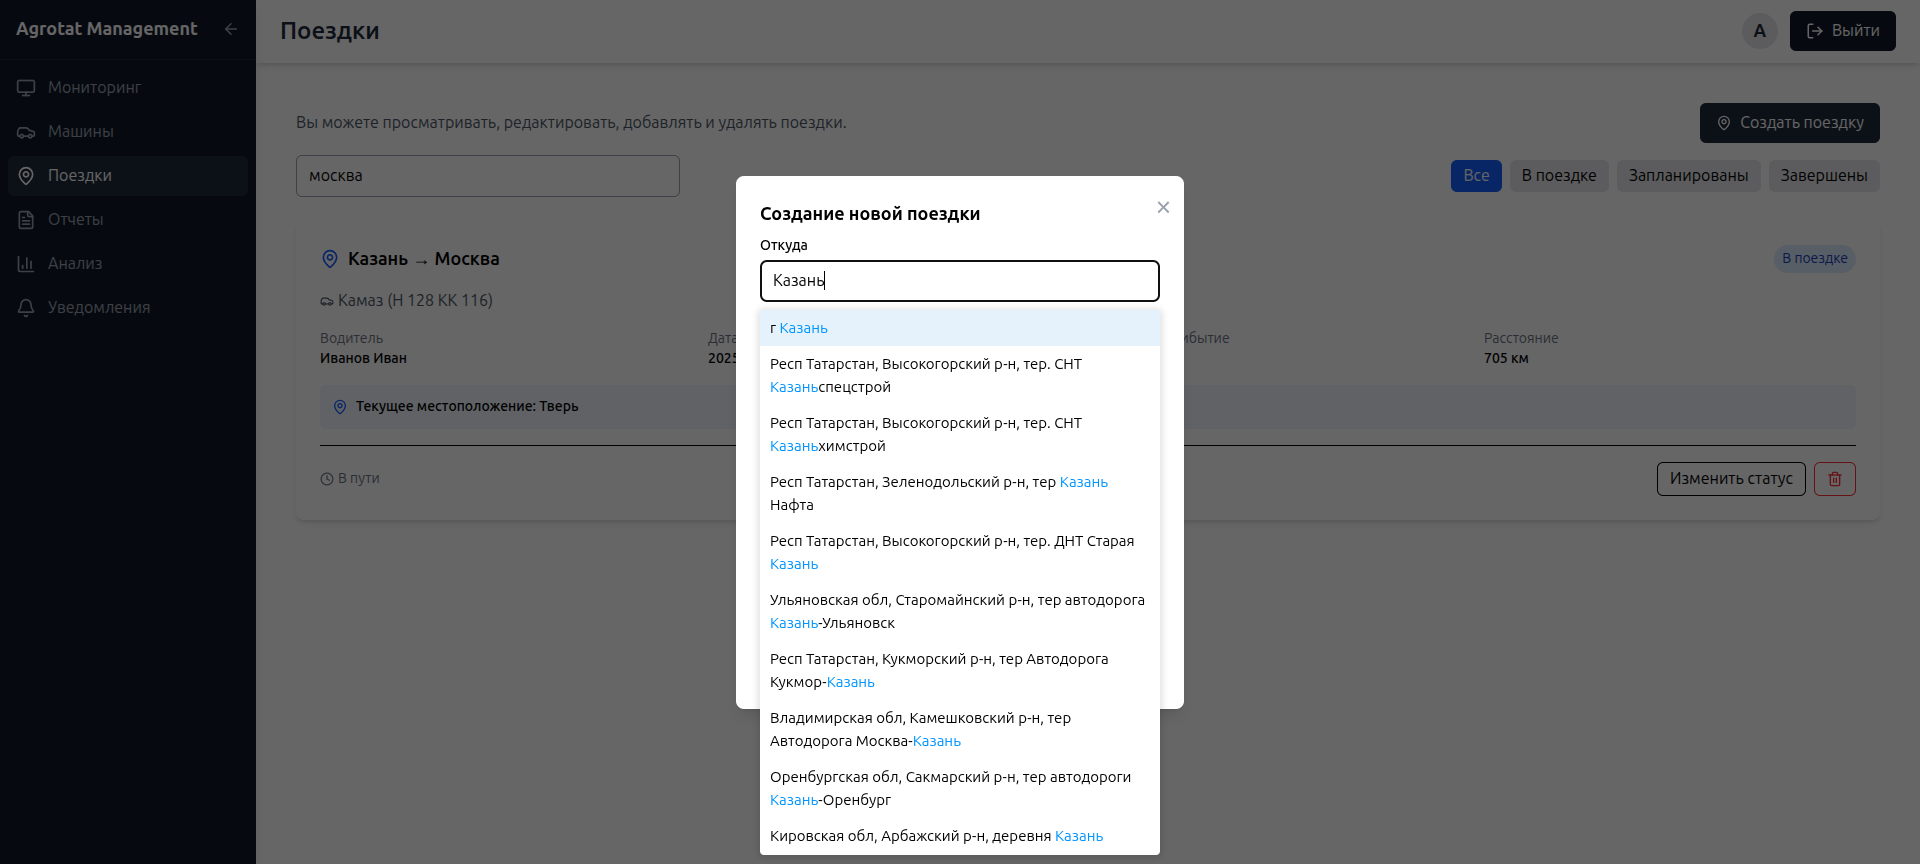 Agrotat Management
Мониторинг
Машины
Поездки
Отчеты
Анализ
Уведомления
Поездки
A
Выйти
Вы можете просматривать, редактировать, добавлять и удалять поездки.
Создать поездку
москва
Все
В поездке
Запланированы
Завершены
Казань → Москва
В поездке
Камаз (Н 128 КК 116)
Водитель
Иванов Иван
Дата
2025
ибытие
Расстояние
705 км
Текущее местоположение: Тверь
В пути
Изменить статус
Создание новой поездки
Откуда
Казань
г Казань
Респ Татарстан, Высокогорский р-н, тер. СНТ
Казаньспецстрой
Респ Татарстан, Высокогорский р-н, тер. СНТ
Казаньхимстрой
Респ Татарстан, Зеленодольский р-н, тер Казань
Нафта
Респ Татарстан, Высокогорский р-н, тер. ДНТ Старая
Казань
Ульяновская обл, Старомайнский р-н, тер автодорога
Казань-Ульяновск
Респ Татарстан, Кукморский р-н, тер Автодорога
Кукмор-Казань
Владимирская обл, Камешковский р-н, тер
Автодорога Москва-Казань
Оренбургская обл, Сакмарский р-н, тер автодороги
Казань-Оренбург
Кировская обл, Арбажский р-н, деревня Казань